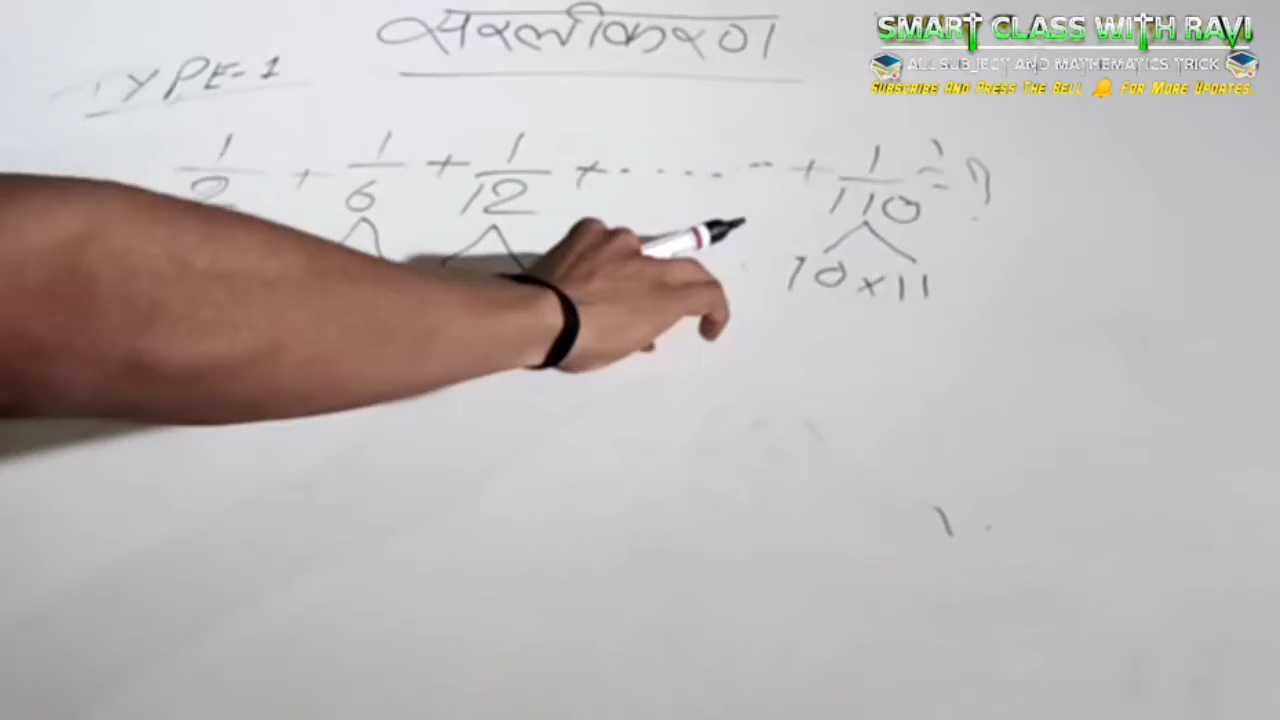 सरलीकरण
SMART CLASS WITH RAVI
ALL SUBJECT AND MATHEMATICS TRICK
SUBSCRIBE AND PRESS THE BELL 🔔 FOR MORE UPDATES..
TYPE-1
1/2 + 1/6 + 1/12 + ...... + 1/110 = ?
10×11